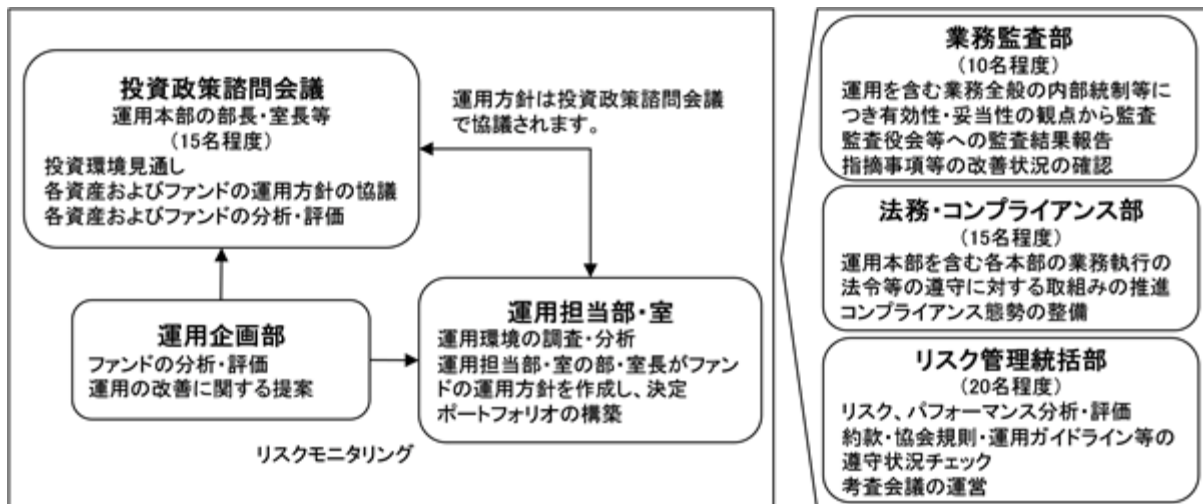 投資政策諮問会議
運用本部の部長・室長等
(15名程度)
投資環境見通し
各資産およびファンドの運用方針の協議
各資産およびファンドの分析・評価
運用方針は投資政策諮問会議
で協議されます。
運用企画部
ファンドの分析・評価
運用の改善に関する提案
運用担当部・室
運用環境の調査・分析
運用担当部・室の部・室長がファン
ドの運用方針を作成し、決定
ポートフォリオの構築
リスクモニタリング
業務監査部
(10名程度)
運用を含む業務全般の内部統制等に
つき有効性・妥当性の観点から監査
監査役会等への監査結果報告
指摘事項等の改善状況の確認
法務・コンプライアンス部
(15名程度)
運用本部を含む各本部の業務執行の
法令等の遵守に対する取組みの推進
コンプライアンス態勢の整備
リスク管理統括部
(20名程度)
リスク、パフォーマンス分析・評価
約款・協会規則・運用ガイドライン等の
遵守状況チェック
考査会議の運営